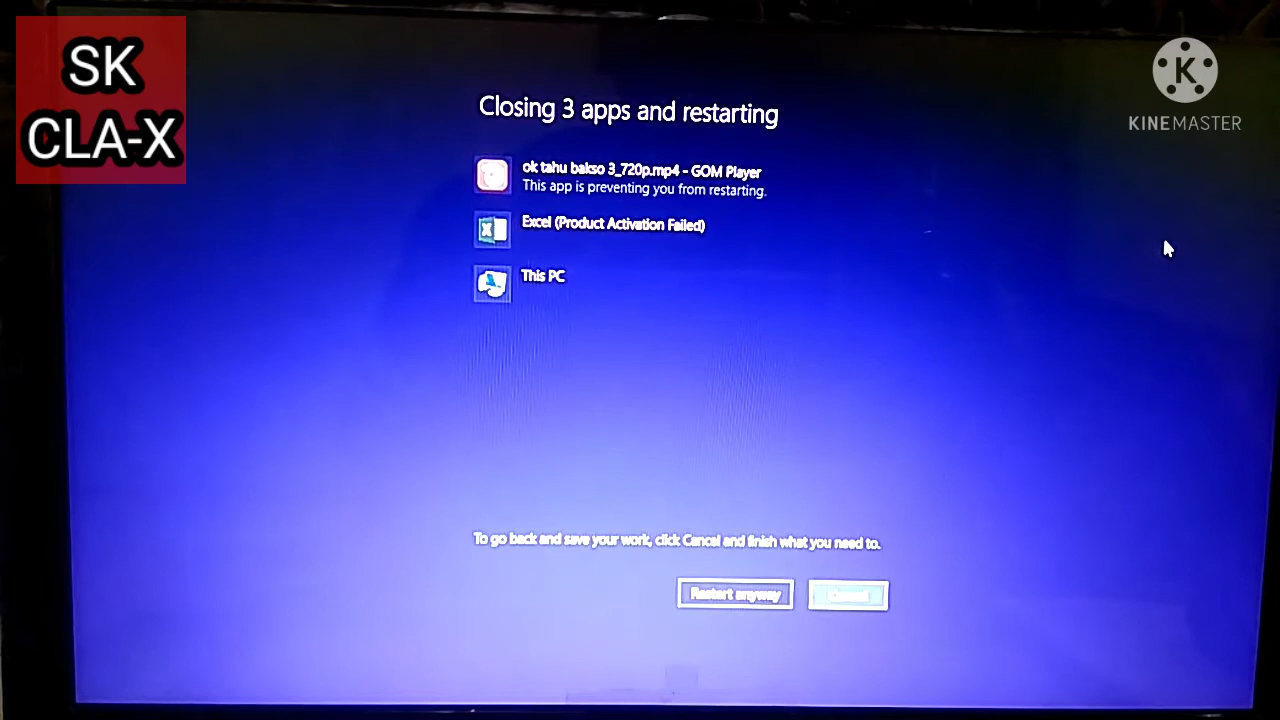 SK
CLA-X
K
KINEMASTER
Closing 3 apps and restarting
ok tahu bakso 3_720p.mp4 - GOM Player
This app is preventing you from restarting.
Excel (Product Activation Failed)
This PC
To go back and save your work, click Cancel and finish what you need to.
Restart anyway
Cancel